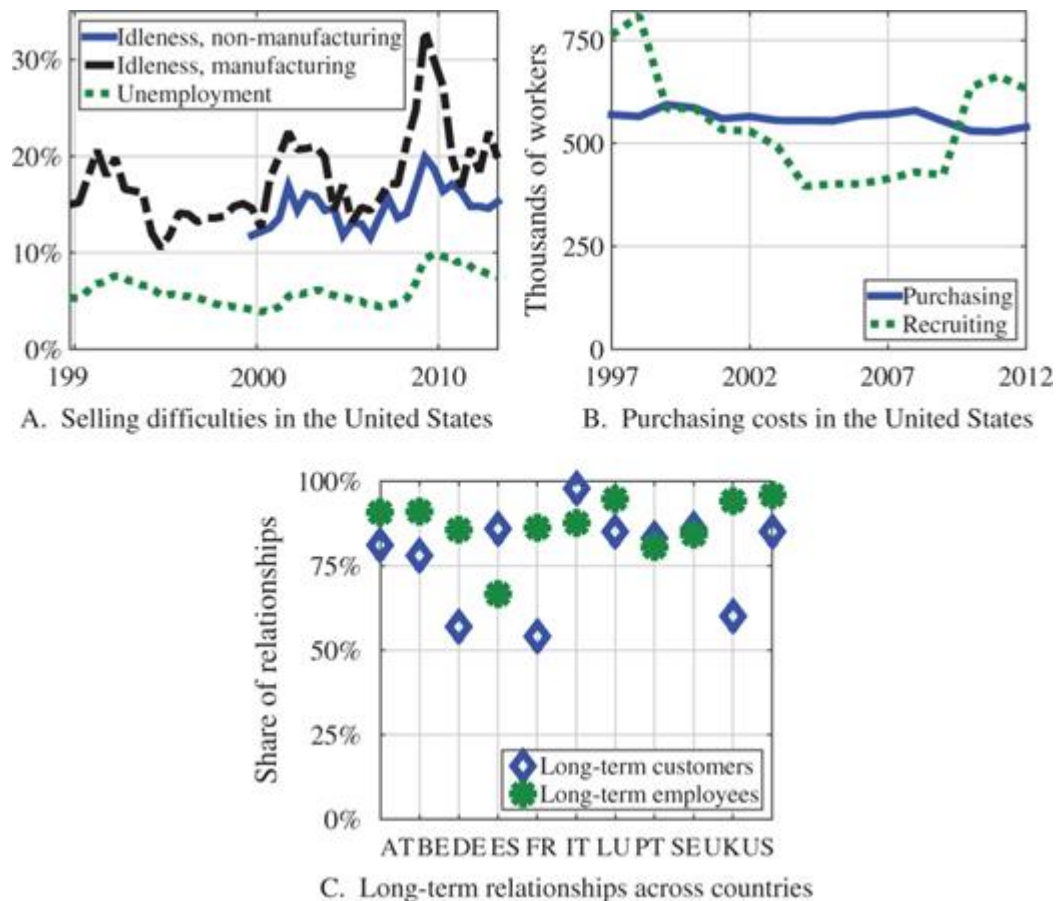 30%
20%
10%
0%
Idleness, non-manufacturing
Idleness, manufacturing
Unemployment
199
2000
2010
A. Selling difficulties in the United States
Thousands of workers
750
500
250
0
Purchasing
Recruiting
1997
2002
2007
2012
B. Purchasing costs in the United States
Share of relationships
100%
75%
50%
25%
0%
Long-term customers
Long-term employees
AT BE DE ES FR IT LU PT SE UK US
C. Long-term relationships across countries